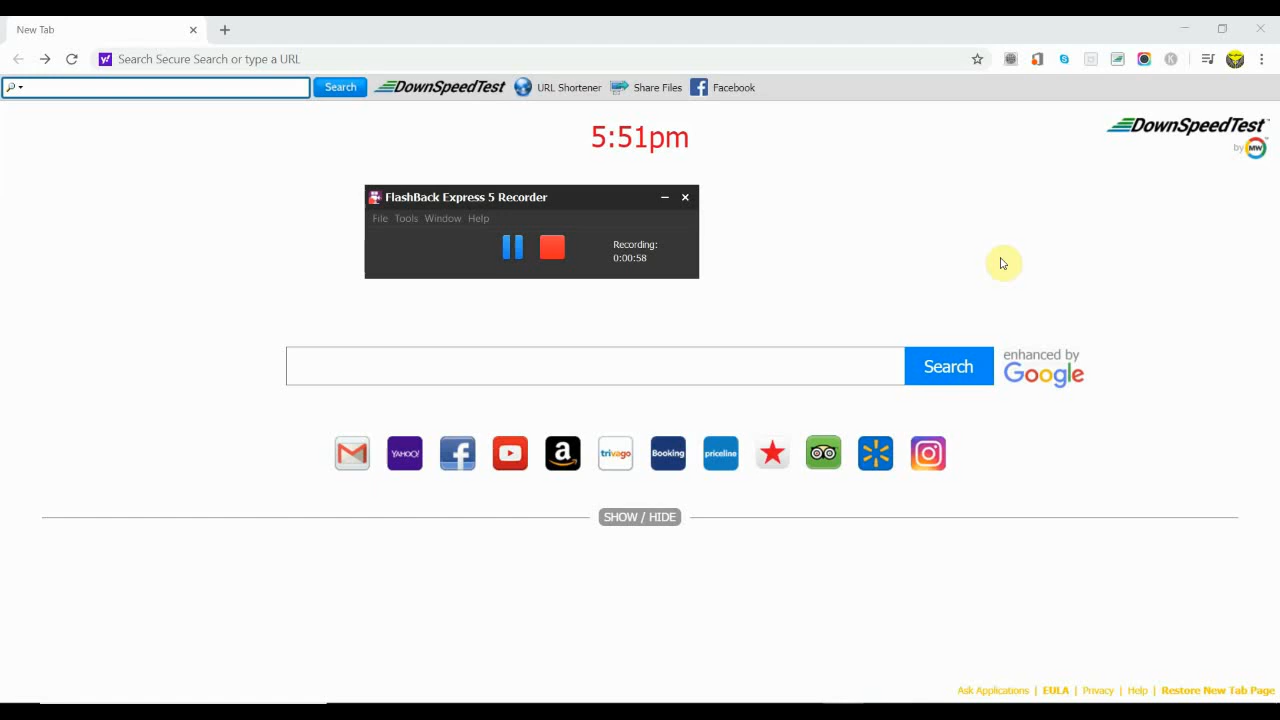 New Tab
Search Secure Search or type a URL
Search DownSpeedTest URL Shortener Share Files Facebook
5:51pm
DownSpeedTest™
by MW
FlashBack Express 5 Recorder
File Tools Window Help
Recording:
0:00:58
Search
enhanced by
Google
YAHOO!
a
trivago
Booking
priceline
SHOW / HIDE
Ask Applications | EULA | Privacy | Help | Restore New Tab Page